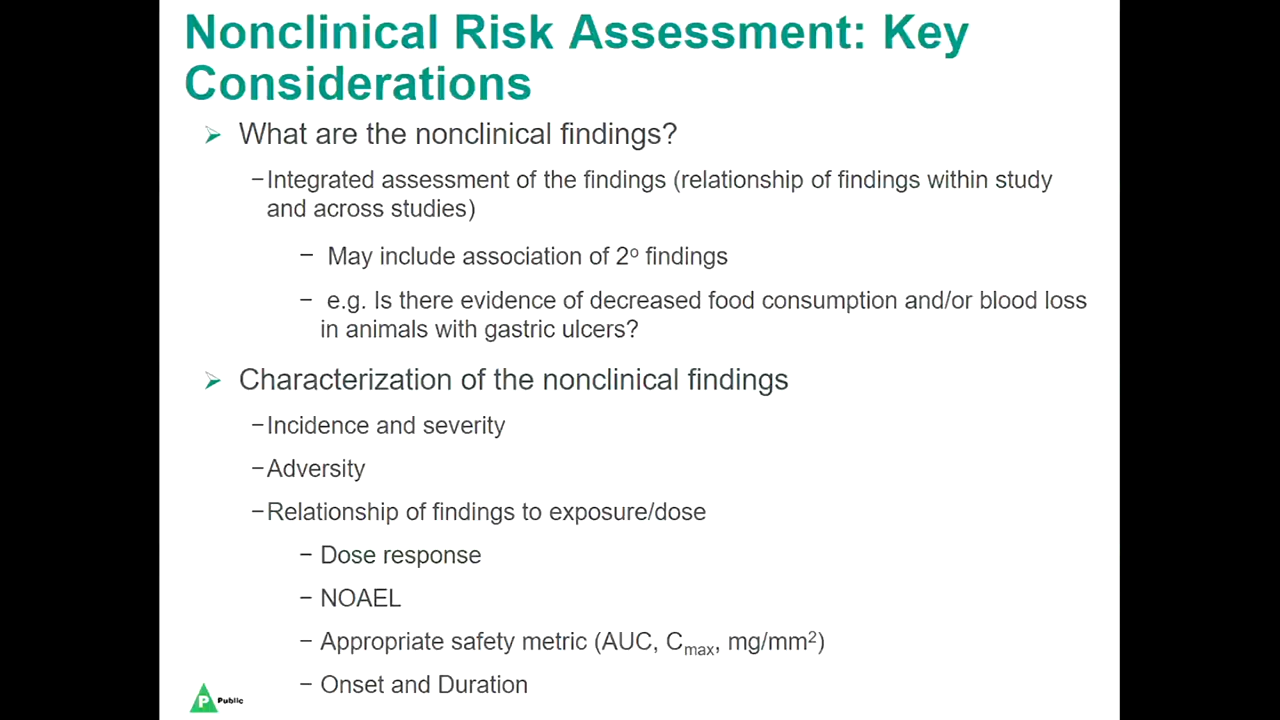 Nonclinical Risk Assessment: Key
Considerations
➢ What are the nonclinical findings?
−Integrated assessment of the findings (relationship of findings within study
and across studies)
− May include association of 2º findings
− e.g. Is there evidence of decreased food consumption and/or blood loss
in animals with gastric ulcers?
➢ Characterization of the nonclinical findings
−Incidence and severity
−Adversity
−Relationship of findings to exposure/dose
− Dose response
− NOAEL
− Appropriate safety metric (AUC, Cmax, mg/mm²)
− Onset and Duration
P Public